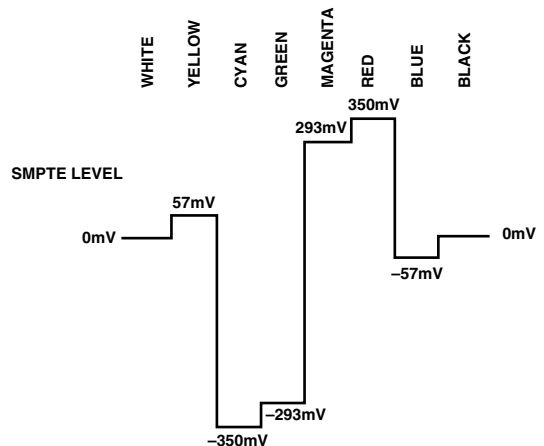 WHITE
YELLOW
CYAN
GREEN
MAGENTA
RED
BLUE
BLACK
350mV
293mV
SMPTE LEVEL
57mV
0mV
0mV
–57mV
–293mV
–350mV